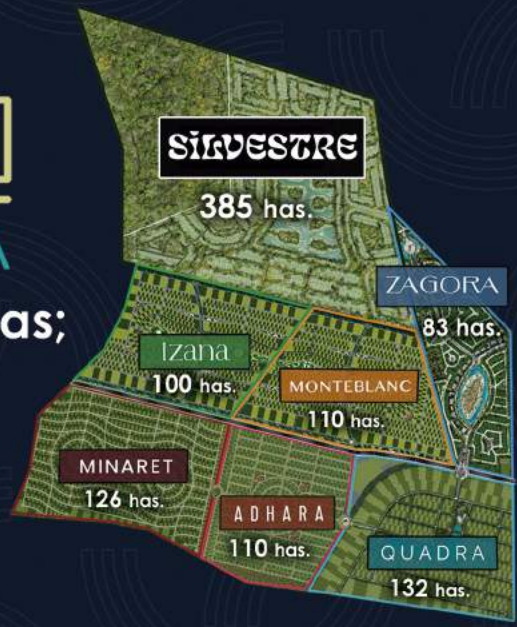 SILVESTRE
385 has.
ZAGORA
83 has.
as;
Izana
100 has.
MONTEBLANC
110 has.
MINARET
126 has.
ADHARA
110 has.
QUADRA
132 has.